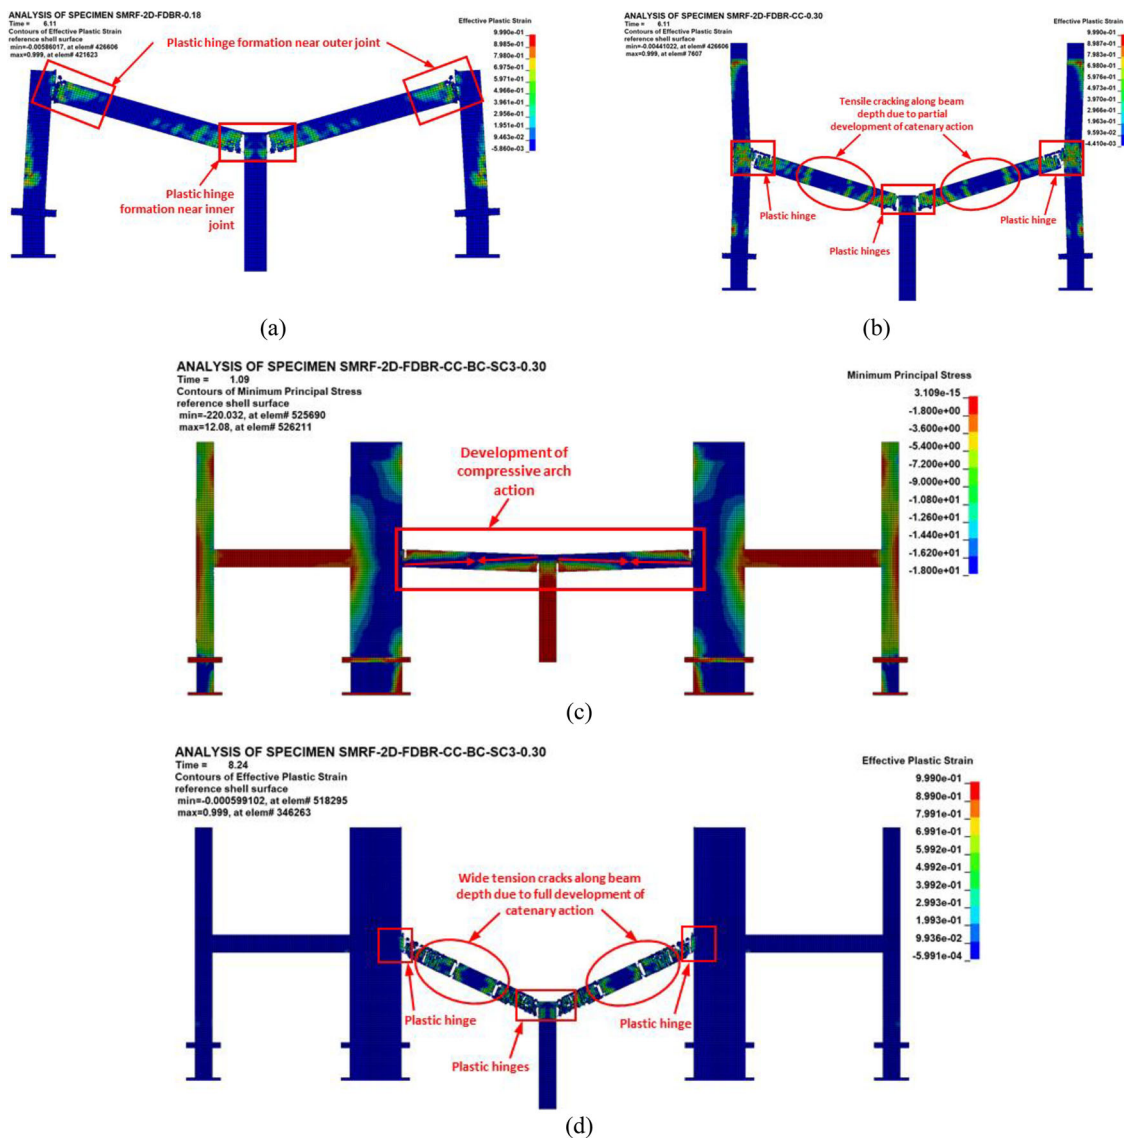 ANALYSIS OF SPECIMEN SMRF-2D-FDBR-0.18
Time = 6.11
Contours of Effective Plastic Strain
reference shell surface
min=-0.00586017, at elem# 426606
max=0.999, at elem# 421623
Plastic hinge formation near outer joint
Effective Plastic Strain
9.990e-01
8.985e-01
7.980e-01
6.975e-01
5.971e-01
4.966e-01
3.961e-01
2.956e-01
1.951e-01
9.463e-02
-5.860e-03
Plastic hinge
formation near inner
joint
(a)
ANALYSIS OF SPECIMEN SMRF-2D-FDBR-CC-0.30
Time = 6.11
Contours of Effective Plastic Strain
reference shell surface
min=-0.00441022, at elem# 426606
max=0.999, at elem# 7607
Effective Plastic Strain
9.990e-01
8.987e-01
7.983e-01
6.980e-01
5.977e-01
4.973e-01
3.970e-01
2.966e-01
1.963e-01
9.593e-02
-4.410e-03
Tensile cracking along beam
depth due to partial
development of catenary action
Plastic hinge
Plastic hinge
Plastic hinges
(b)
ANALYSIS OF SPECIMEN SMRF-2D-FDBR-CC-BC-SC3-0.30
Time = 1.09
Contours of Minimum Principal Stress
reference shell surface
min=-220.032, at elem# 525690
max=12.08, at elem# 526211
Minimum Principal Stress
3.109e-15
-1.800e+00
-3.600e+00
-5.400e+00
-7.200e+00
-9.000e+00
-1.080e+01
-1.260e+01
-1.440e+01
-1.620e+01
-1.800e+01
Development of
compressive arch
action
(c)
ANALYSIS OF SPECIMEN SMRF-2D-FDBR-CC-BC-SC3-0.30
Time = 8.24
Contours of Effective Plastic Strain
reference shell surface
min=-0.000599102, at elem# 518295
max=0.999, at elem# 346263
Effective Plastic Strain
9.990e-01
8.990e-01
7.991e-01
6.991e-01
5.992e-01
4.992e-01
3.992e-01
2.993e-01
1.993e-01
9.936e-02
-5.991e-04
Wide tension cracks along beam
depth due to full development of
catenary action
Plastic hinge
Plastic hinge
Plastic hinges
(d)